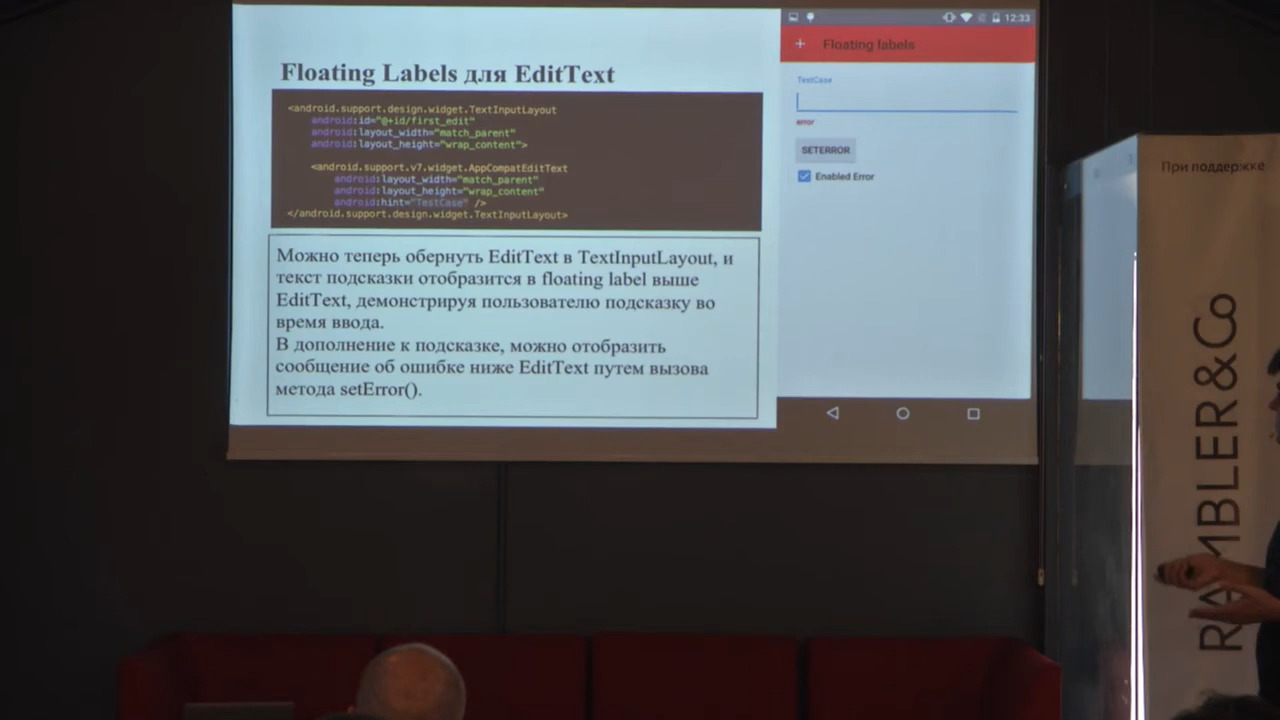 Floating Labels для EditText
<android.support.design.widget.TextInputLayout
android:id="@+id/first_edit"
android:layout_width="match_parent"
android:layout_height="wrap_content">
<android.support.v7.widget.AppCompatEditText
android:layout_width="match_parent"
android:layout_height="wrap_content"
android:hint="TestCase" />
</android.support.design.widget.TextInputLayout>
Можно теперь обернуть EditText в TextInputLayout, и
текст подсказки отобразится в floating label выше
EditText, демонстрируя пользователю подсказку во
время ввода.
В дополнение к подсказке, можно отобразить
сообщение об ошибке ниже EditText путем вызова
метода setError().
12:33
+ Floating labels
TestCase
error
SETERROR
Enabled Error
При поддержке
RAMBLER&Co